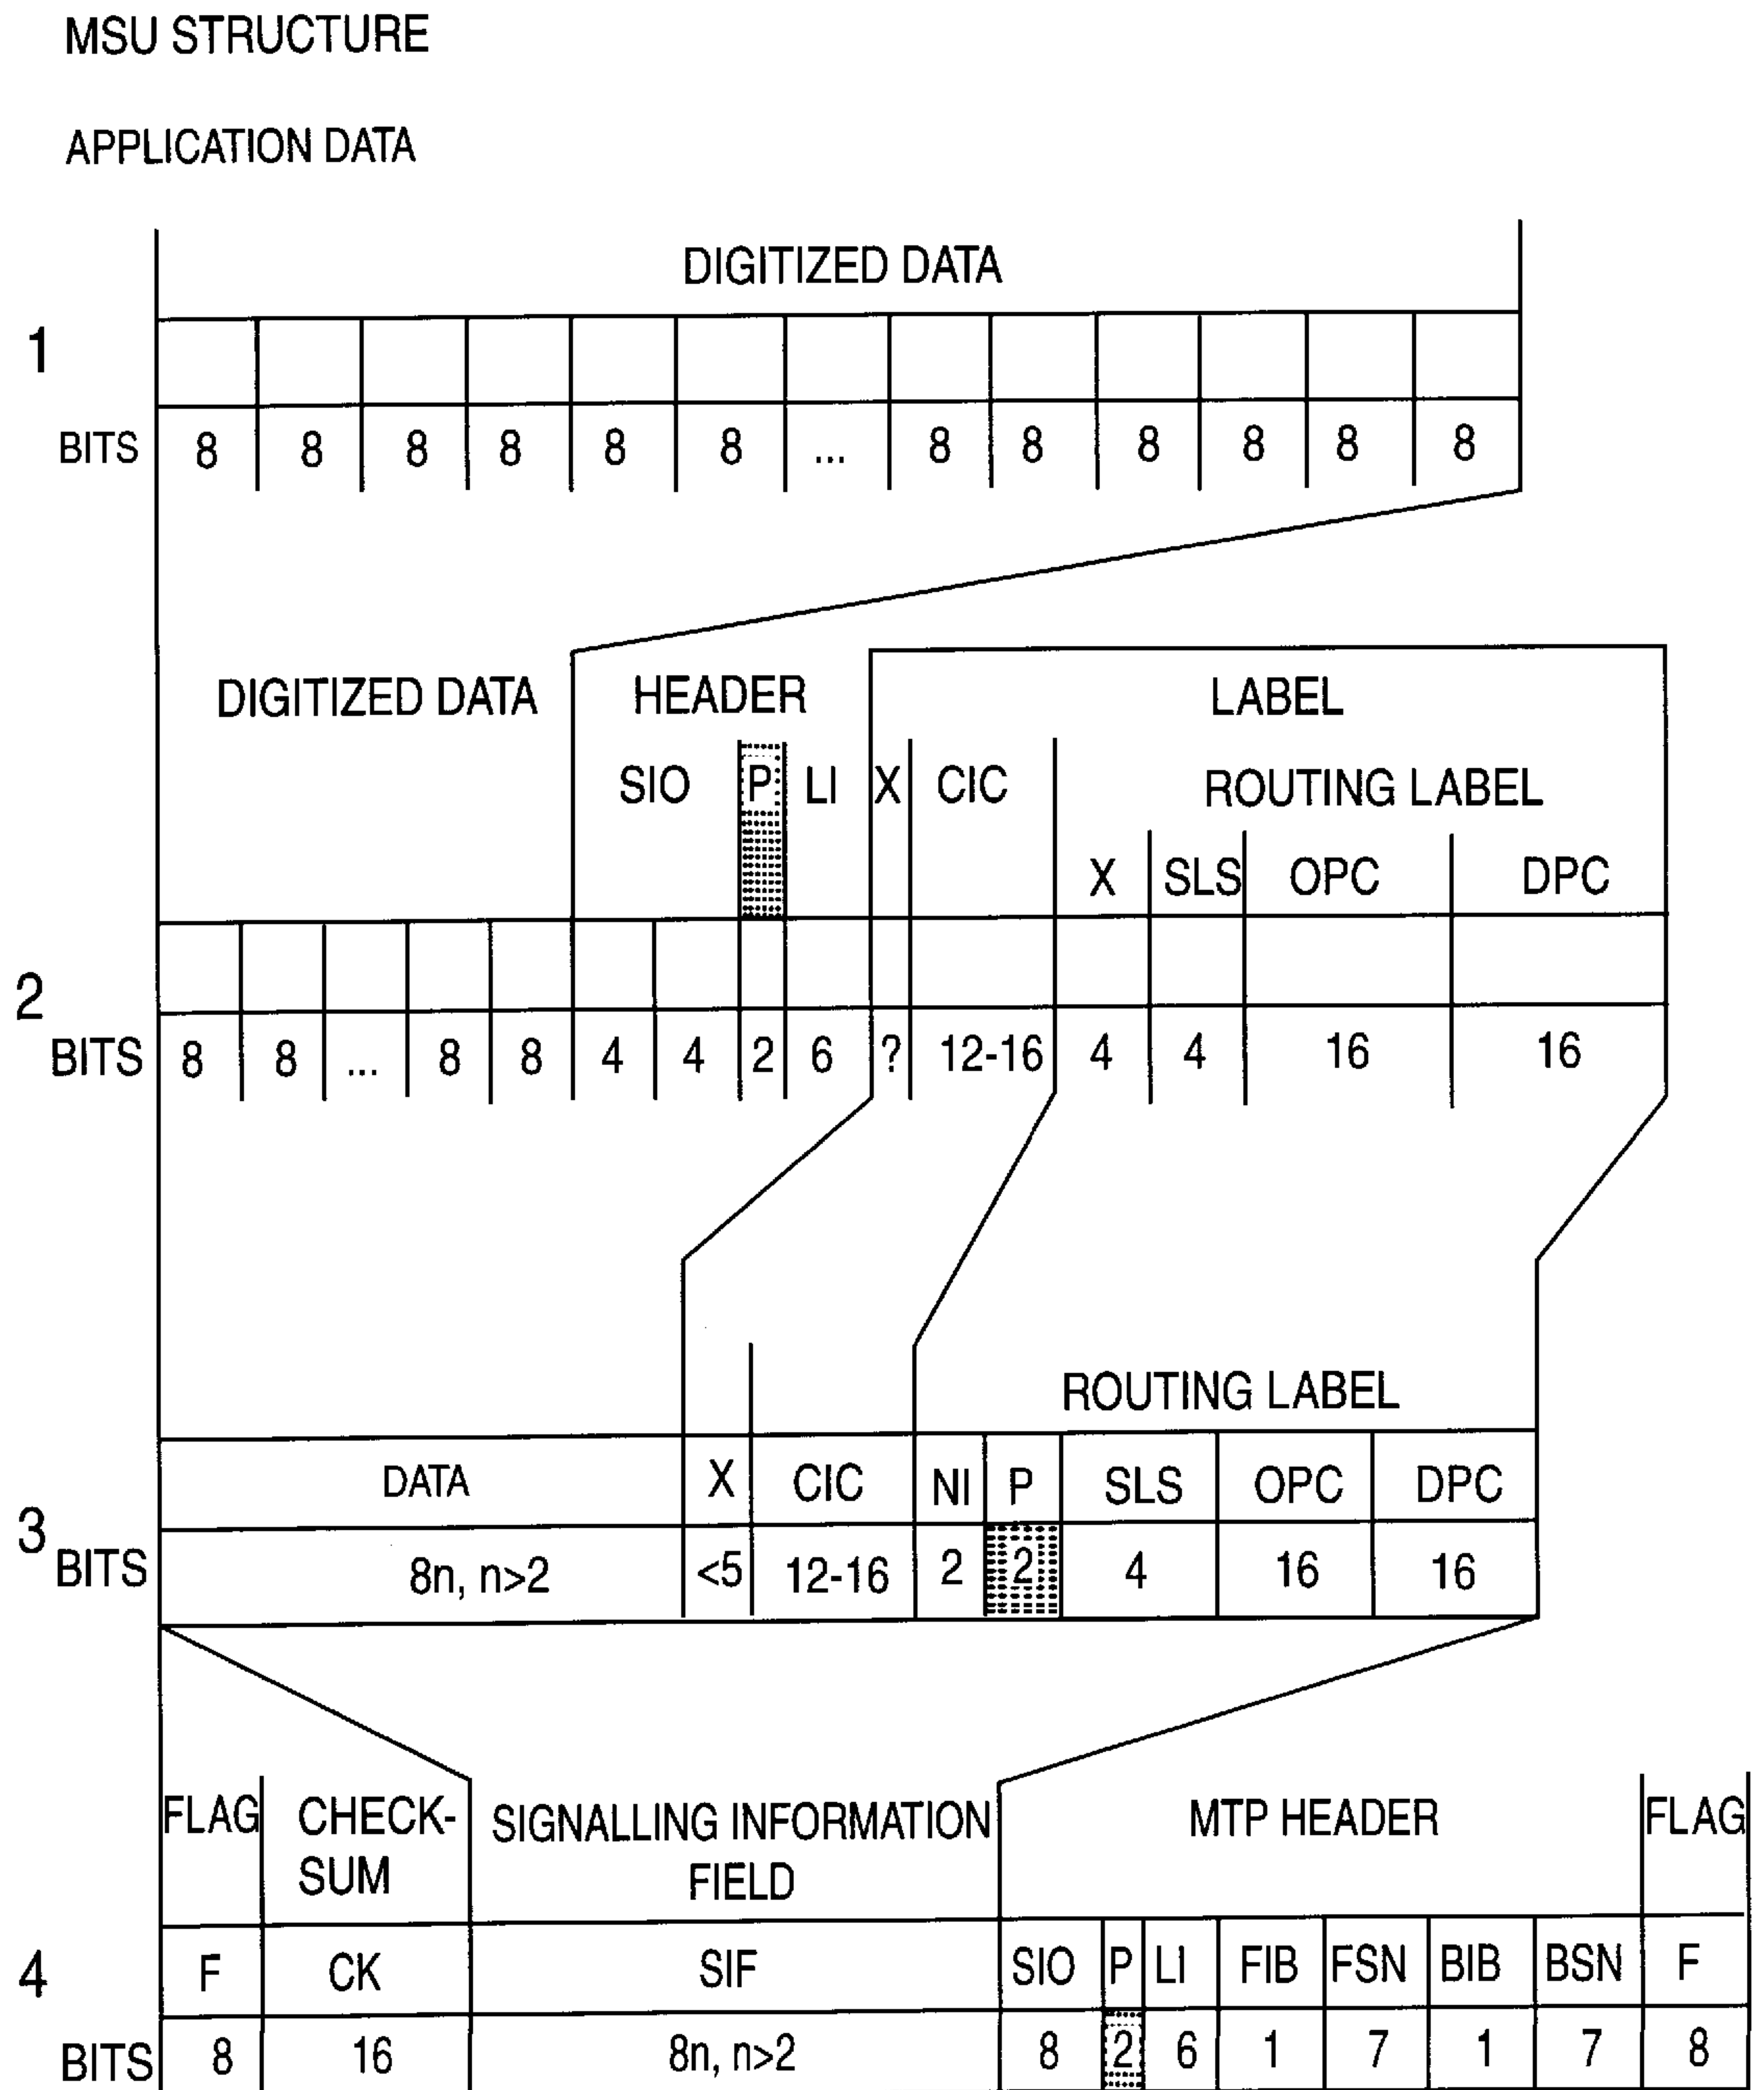 MSU STRUCTURE
APPLICATION DATA
DIGITIZED DATA
1
BITS 8 8 8 8 8 8 ... 8 8 8 8 8 8
DIGITIZED DATA HEADER LABEL
SIO P LI X CIC ROUTING LABEL
X SLS OPC DPC
2
BITS 8 8 ... 8 8 4 4 2 6 ? 12-16 4 4 16 16
ROUTING LABEL
DATA X CIC NI P SLS OPC DPC
3
BITS 8n, n>2 <5 12-16 2 2 4 16 16
FLAG CHECK- SIGNALLING INFORMATION MTP HEADER FLAG
SUM FIELD
4 F CK SIF SIO P LI FIB FSN BIB BSN F
BITS 8 16 8n, n>2 8 2 6 1 7 1 7 8